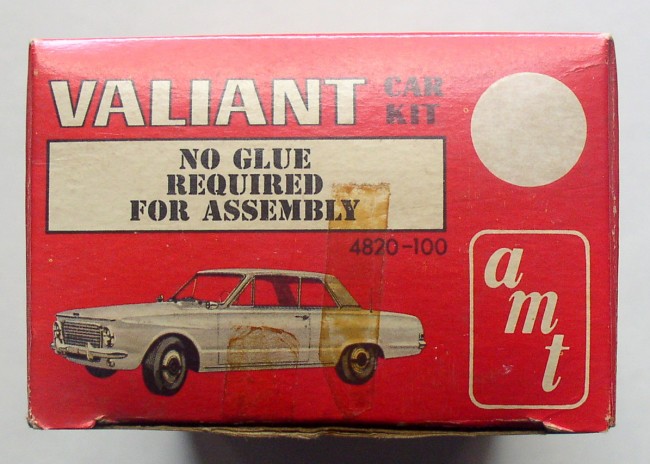 VALIANT CAR KIT
NO GLUE
REQUIRED
FOR ASSEMBLY
4820-100
amt